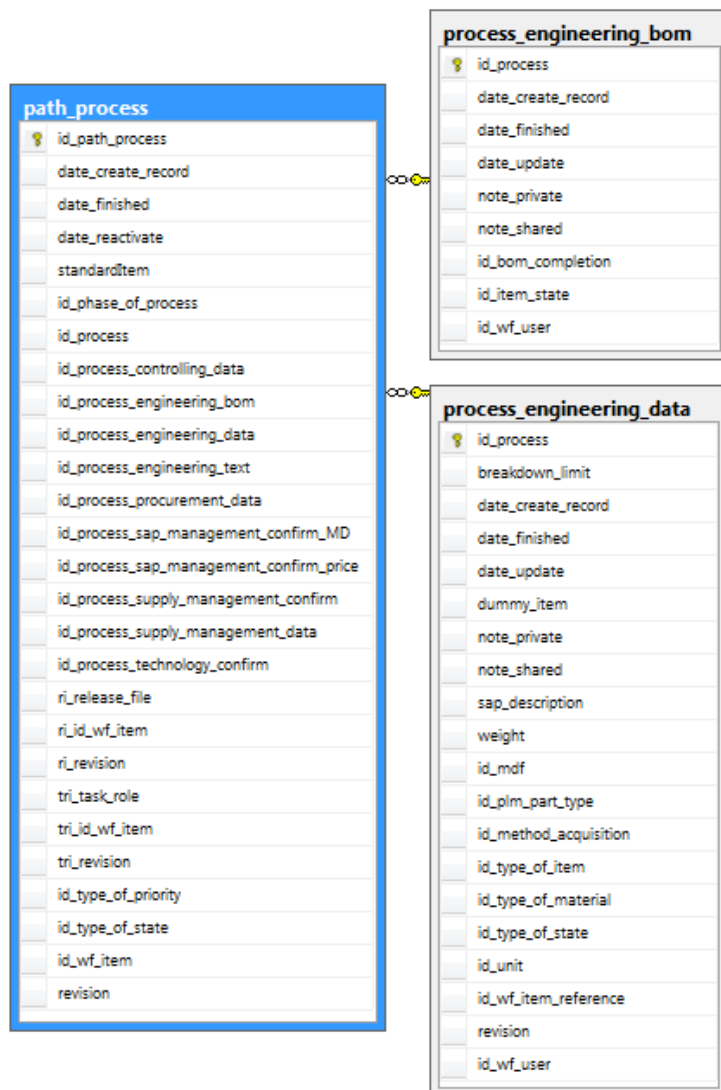 path_process
id_path_process
date_create_record
date_finished
date_reactivate
standardItem
id_phase_of_process
id_process
id_process_controlling_data
id_process_engineering_bom
id_process_engineering_data
id_process_engineering_text
id_process_procurement_data
id_process_sap_management_confirm_MD
id_process_sap_management_confirm_price
id_process_supply_management_confirm
id_process_supply_management_data
id_process_technology_confirm
ri_release_file
ri_id_wf_item
ri_revision
tri_task_role
tri_id_wf_item
tri_revision
id_type_of_priority
id_type_of_state
id_wf_item
revision
process_engineering_bom
id_process
date_create_record
date_finished
date_update
note_private
note_shared
id_bom_completion
id_item_state
id_wf_user
process_engineering_data
id_process
breakdown_limit
date_create_record
date_finished
date_update
dummy_item
note_private
note_shared
sap_description
weight
id_mdf
id_plm_part_type
id_method_acquisition
id_type_of_item
id_type_of_material
id_type_of_state
id_unit
id_wf_item_reference
revision
id_wf_user